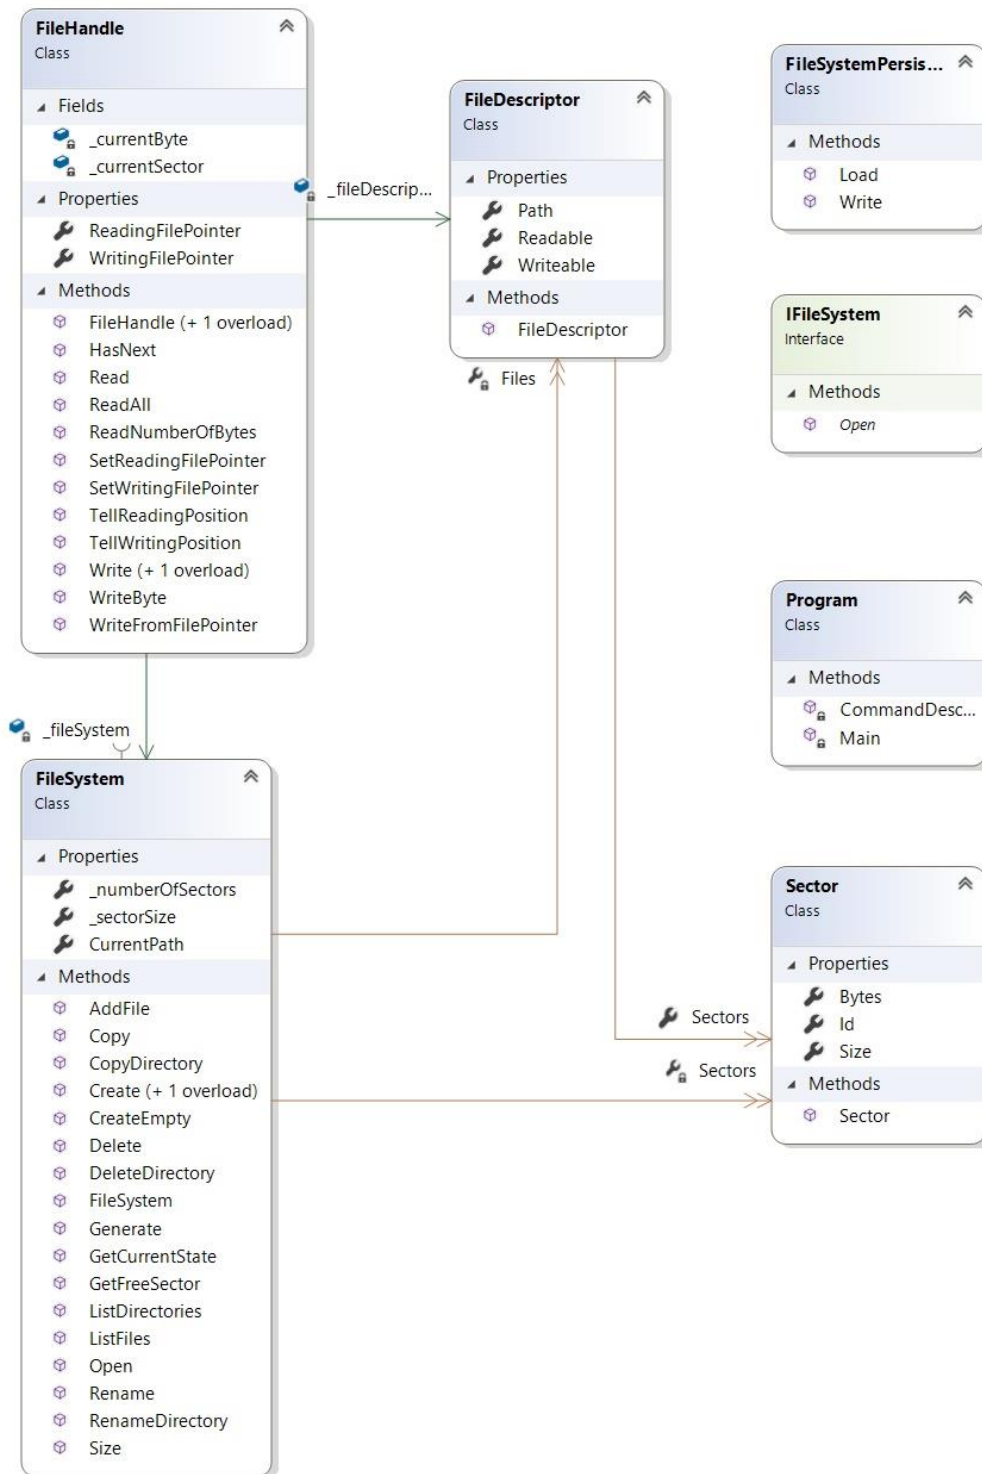 FileHandle
Class
Fields
_currentByte
_currentSector
Properties
ReadingFilePointer
WritingFilePointer
Methods
FileHandle (+ 1 overload)
HasNext
Read
ReadAll
ReadNumberOfBytes
SetReadingFilePointer
SetWritingFilePointer
TellReadingPosition
TellWritingPosition
Write (+ 1 overload)
WriteByte
WriteFromFilePointer
_fileDescrip...
FileDescriptor
Class
Properties
Path
Readable
Writeable
Methods
FileDescriptor
Files
FileSystemPersis...
Class
Methods
Load
Write
IFileSystem
Interface
Methods
Open
Program
Class
Methods
CommandDesc...
Main
_fileSystem
FileSystem
Class
Properties
_numberOfSectors
_sectorSize
CurrentPath
Methods
AddFile
Copy
CopyDirectory
Create (+ 1 overload)
CreateEmpty
Delete
DeleteDirectory
FileSystem
Generate
GetCurrentState
GetFreeSector
ListDirectories
ListFiles
Open
Rename
RenameDirectory
Size
Sectors
Sectors
Sector
Class
Properties
Bytes
Id
Size
Methods
Sector